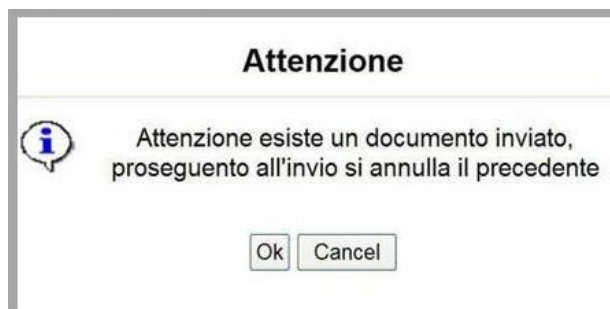 Attenzione
Attenzione esiste un documento inviato,
proseguento all'invio si annulla il precedente
Ok Cancel